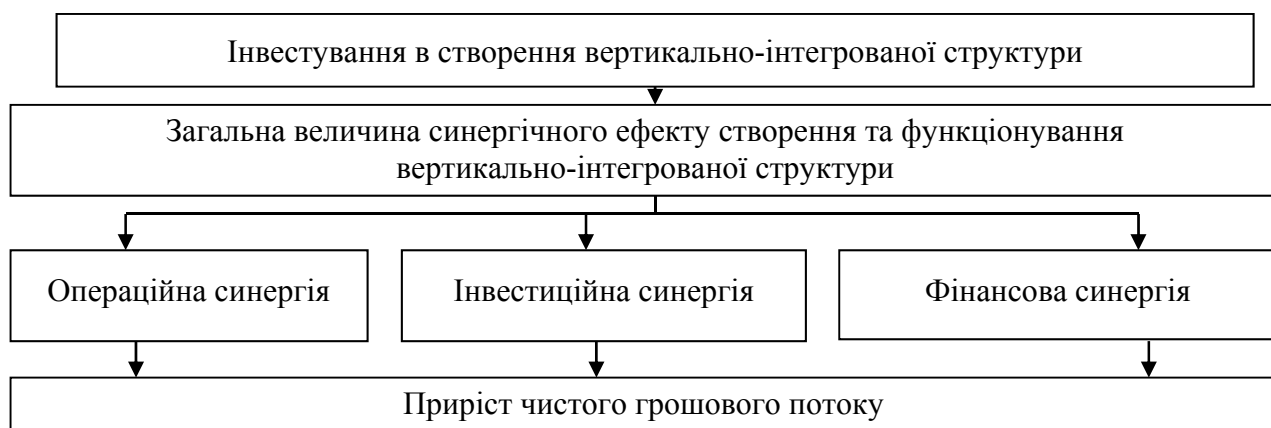 Інвестування в створення вертикально-інтегрованої структури
Загальна величина синергічного ефекту створення та функціонування
вертикально-інтегрованої структури
Операційна синергія
Інвестиційна синергія
Фінансова синергія
Приріст чистого грошового потоку